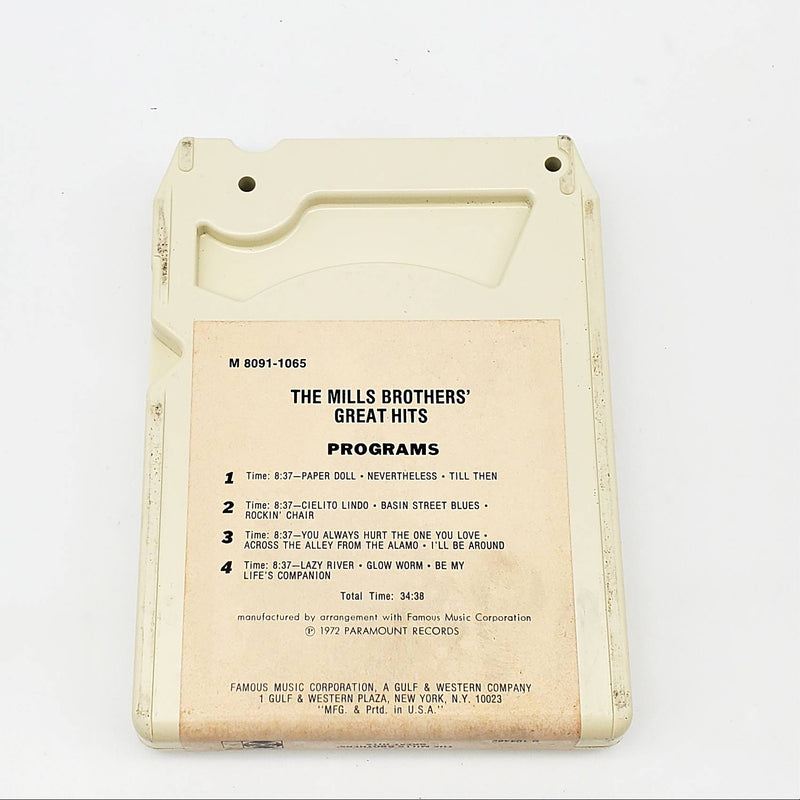 M 8091-1065
THE MILLS BROTHERS'
GREAT HITS
PROGRAMS
1 Time: 8:37—PAPER DOLL • NEVERTHELESS • TILL THEN
2 Time: 8:37—CIELITO LINDO • BASIN STREET BLUES •
ROCKIN' CHAIR
3 Time: 8:37—YOU ALWAYS HURT THE ONE YOU LOVE •
ACROSS THE ALLEY FROM THE ALAMO • I'LL BE AROUND
4 Time: 8:37—LAZY RIVER • GLOW WORM • BE MY
LIFE'S COMPANION
Total Time: 34:38
manufactured by arrangement with Famous Music Corporation
℗ 1972 PARAMOUNT RECORDS
FAMOUS MUSIC CORPORATION, A GULF & WESTERN COMPANY
1 GULF & WESTERN PLAZA, NEW YORK, N.Y. 10023
"MFG. & Prtd. in U.S.A."